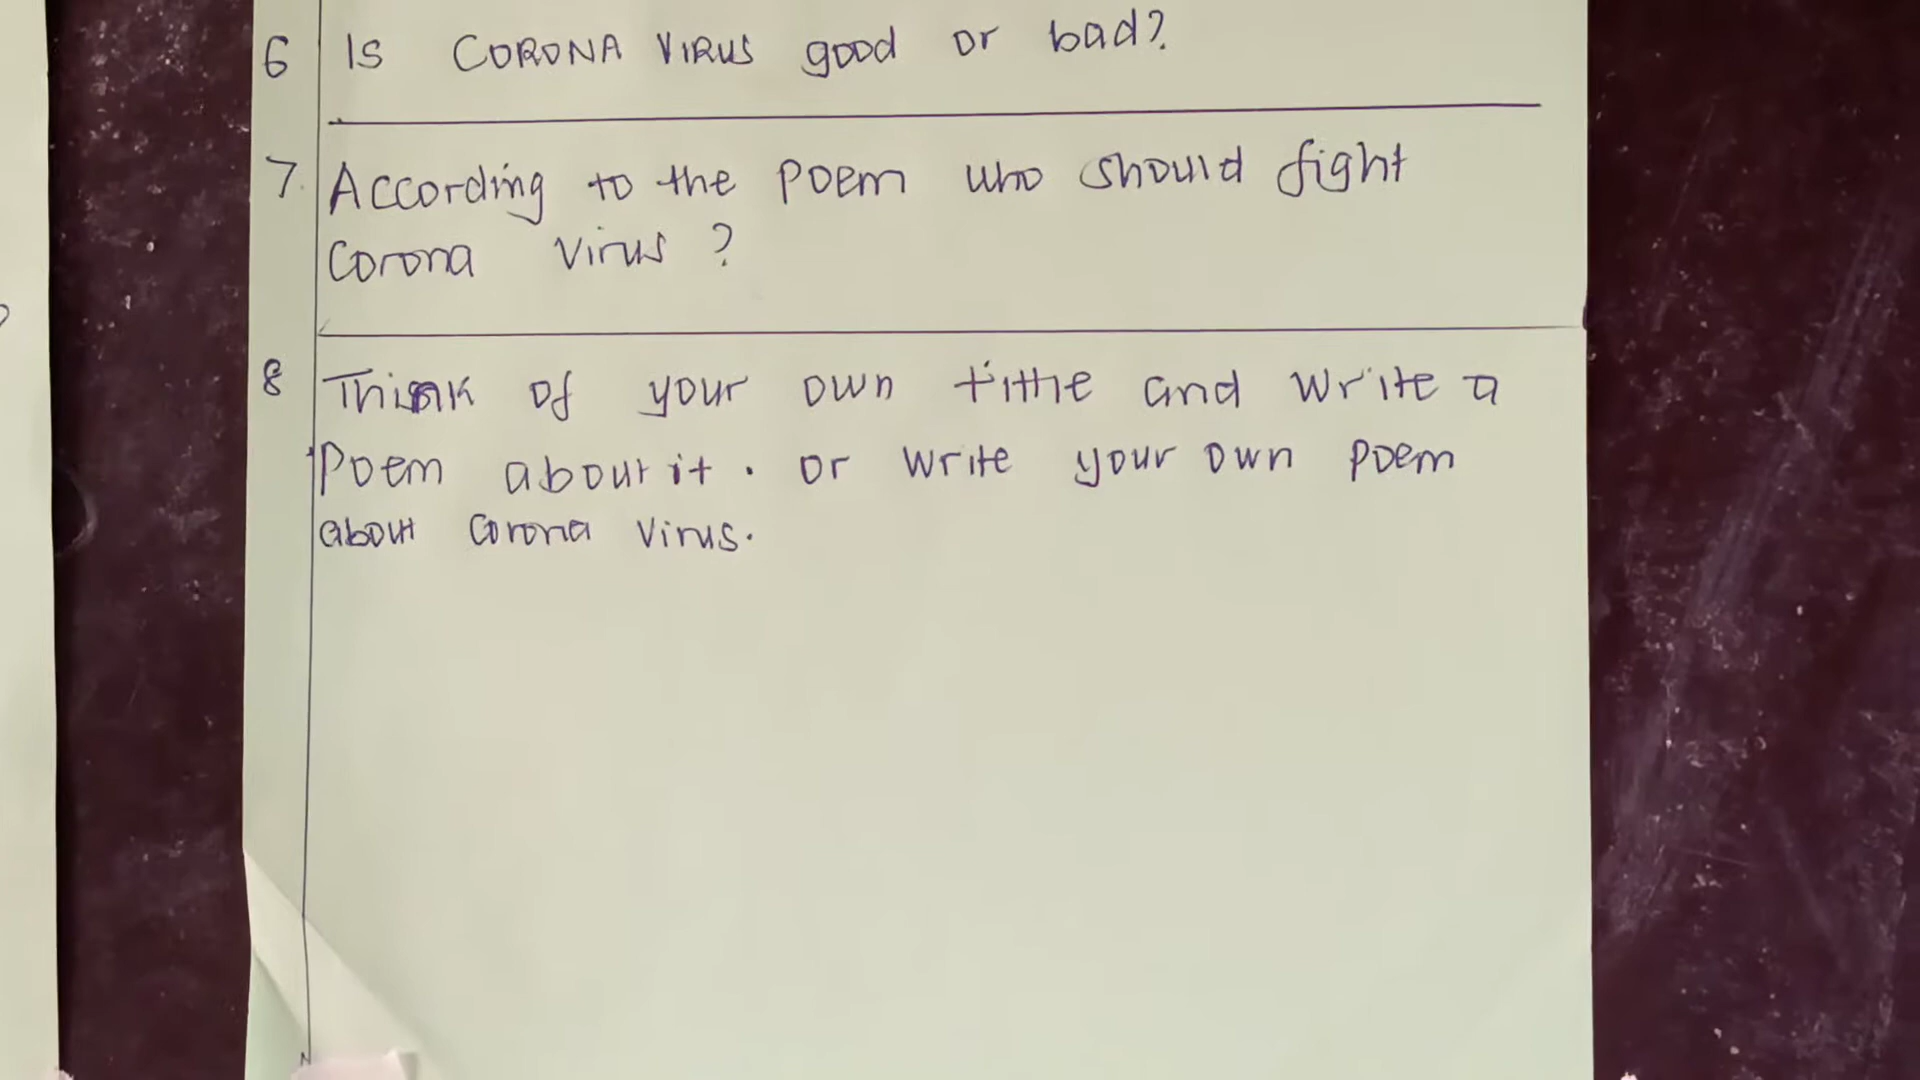 6 Is CORONA VIRUS good or bad?
7. According to the poem who should fight
Corona Virus ?
8 Think of your own tittle and write a
Poem about it . or write your own poem
about Corona Virus.